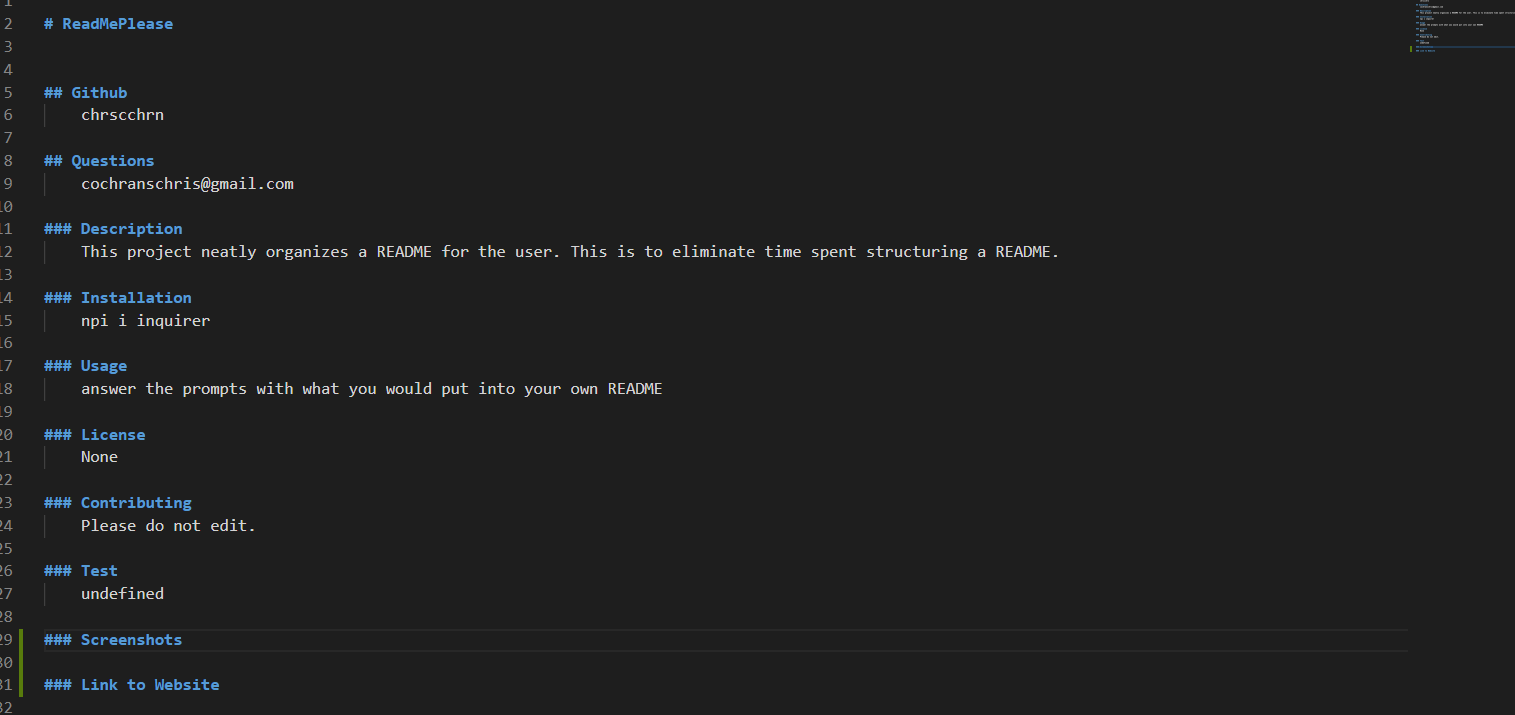 1
2 # ReadMePlease
3
4
5 ## Github
6 chrscchrn
7
8 ## Questions
9 cochranschris@gmail.com
10
11 ### Description
12 This project neatly organizes a README for the user. This is to eliminate time spent structuring a README.
13
14 ### Installation
15 npi i inquirer
16
17 ### Usage
18 answer the prompts with what you would put into your own README
19
20 ### License
21 None
22
23 ### Contributing
24 Please do not edit.
25
26 ### Test
27 undefined
28
29 ### Screenshots
30
31 ### Link to Website
32